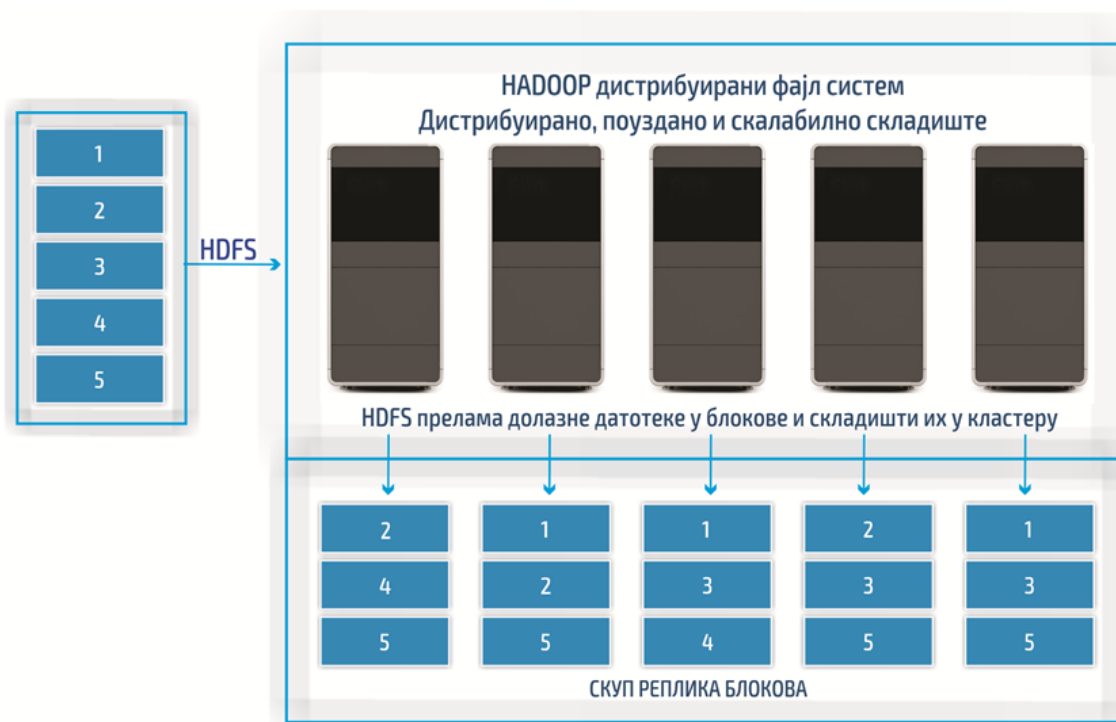 1
2
3
4
5
HDFS
HADOOP дистрибуирани фајл систем
Дистрибуирано, поуздано и скалабилно складиште
HDFS прелама долазне датотеке у блокове и складишти их у кластеру
2 1 1 2 1
4 2 3 3 3
5 5 4 5 5
СКУП РЕПЛИКА БЛОКОВА